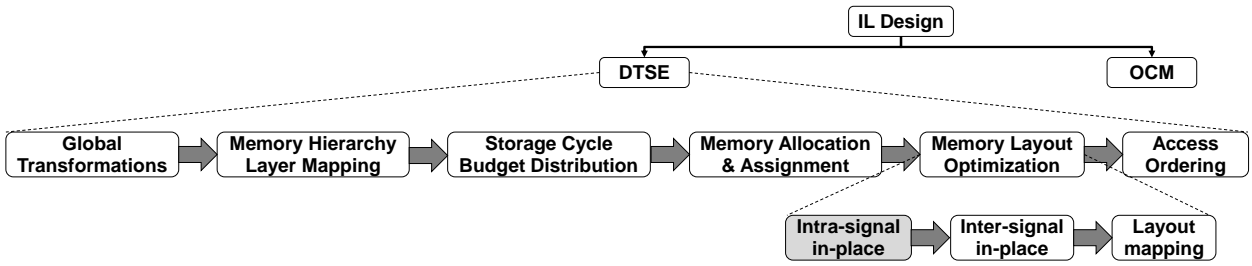 IL Design
DTSE
OCM
Global
Transformations
Memory Hierarchy
Layer Mapping
Storage Cycle
Budget Distribution
Memory Allocation
& Assignment
Memory Layout
Optimization
Access
Ordering
Intra-signal
in-place
Inter-signal
in-place
Layout
mapping